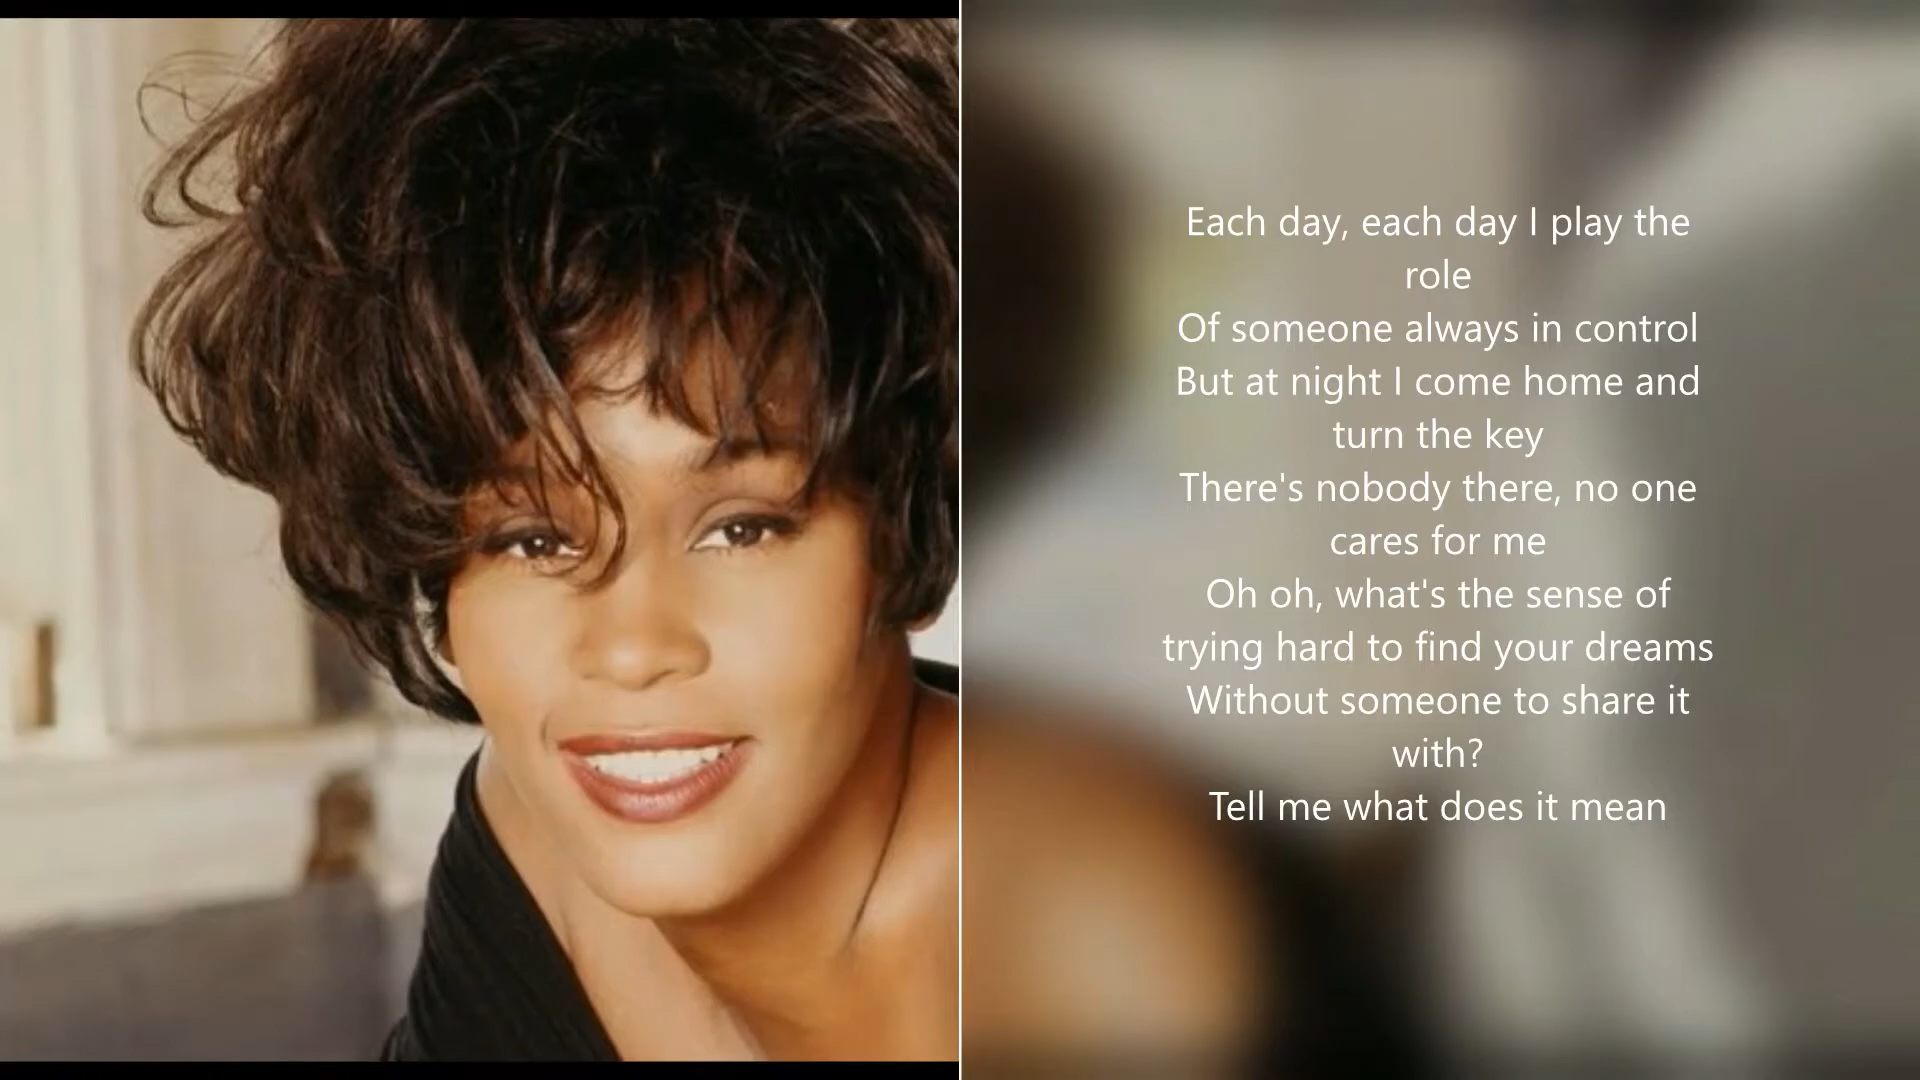 Each day, each day I play the
role
Of someone always in control
But at night I come home and
turn the key
There's nobody there, no one
cares for me
Oh oh, what's the sense of
trying hard to find your dreams
Without someone to share it
with?
Tell me what does it mean